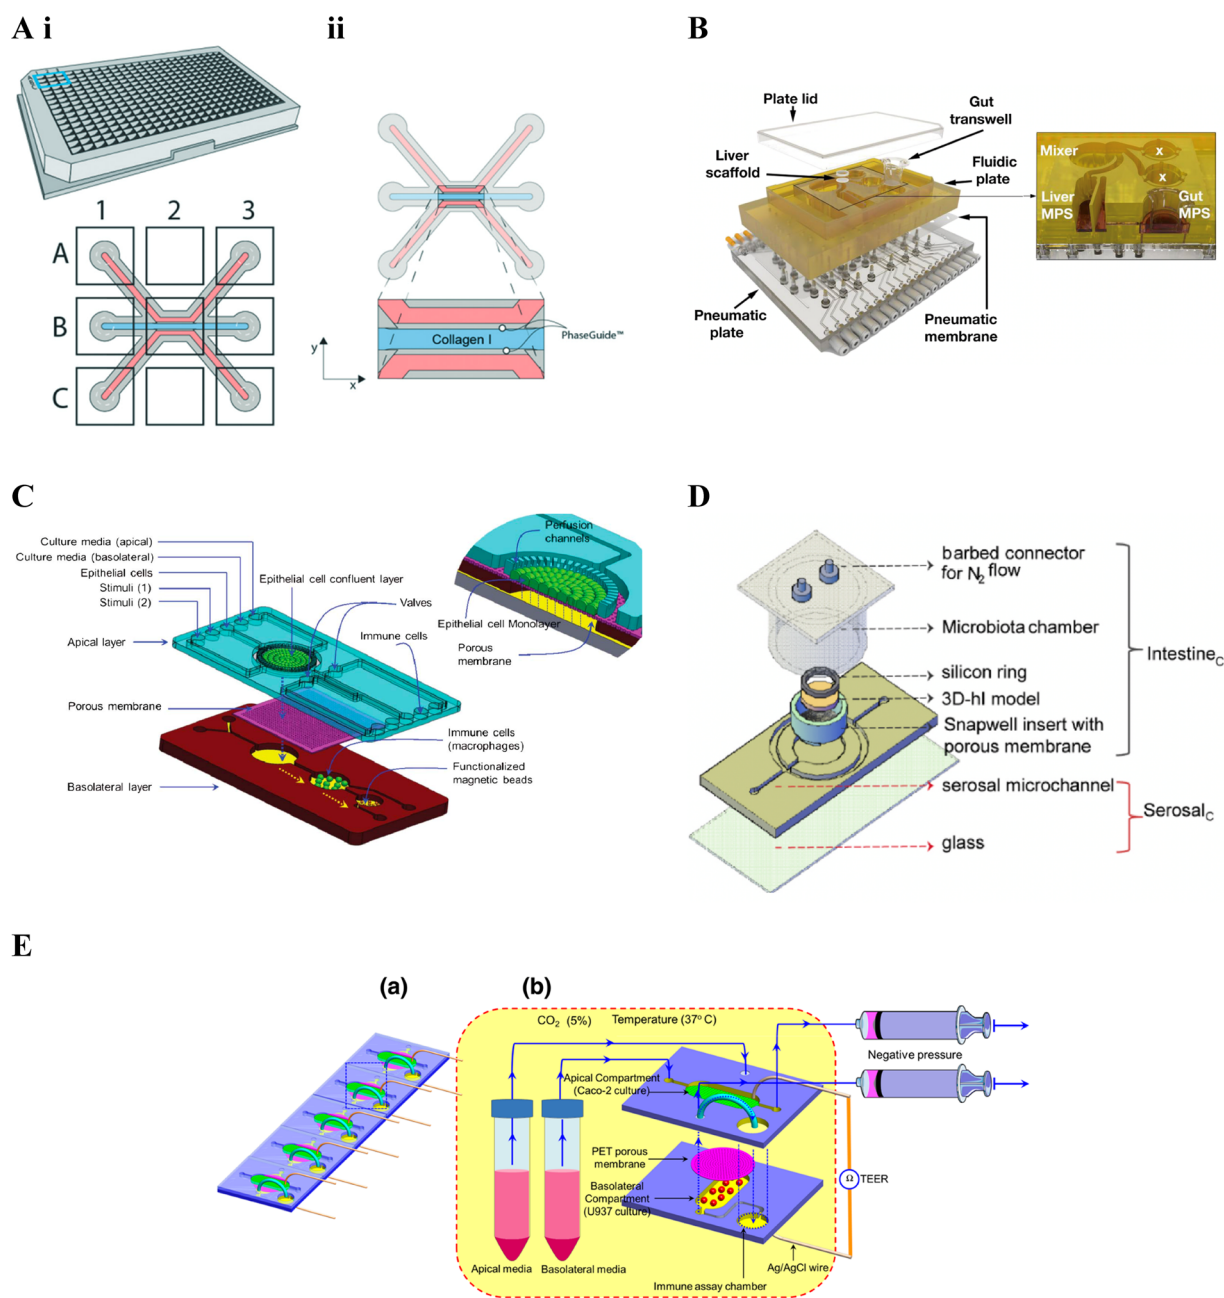 A i
ii
1 2 3
A
B
C
Collagen I
PhaseGuide™
y
x
B
Plate lid
Gut
transwell
Liver
scaffold
Fluidic
plate
Pneumatic
plate
Pneumatic
membrane
Mixer
x
x
Liver
MPS
Gut
MPS
C
Culture media (apical)
Culture media (basolateral)
Epithelial cells
Stimuli (1)
Stimuli (2)
Apical layer
Porous membrane
Basolateral layer
Epithelial cell confluent layer
Valves
Immune cells
Immune cells
(macrophages)
Functionalized
magnetic beads
Perfusion
channels
Epithelial cell Monolayer
Porous
membrane
D
barbed connector
for N2 flow
Microbiota chamber
silicon ring
3D-hI model
Snapwell insert with
porous membrane
IntestineC
serosal microchannel
glass
SerosalC
E
(a)
(b)
CO2 (5%) Temperature (37° C)
Apical Compartment
(Caco-2 culture)
PET porous
membrane
Basolateral
Compartment
(U937 culture)
Apical media
Basolateral media
Immune assay chamber
Ag/AgCl wire
Negative pressure
Ω TEER